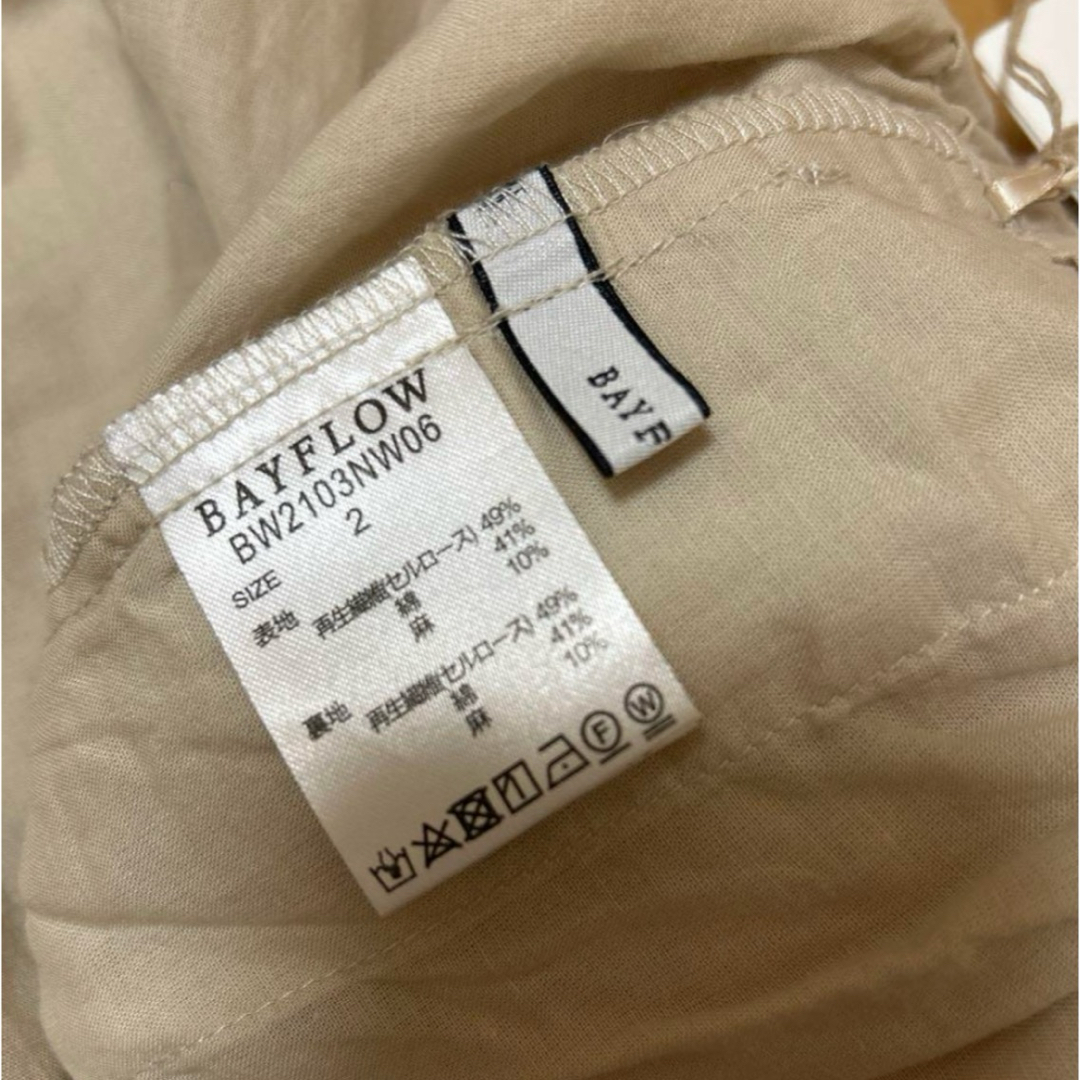 BAYFLOW
BW2103NW06
SIZE 2
表地 再生繊維(セルロース) 49%
綿 41%
麻 10%
裏地 再生繊維(セルロース) 49%
綿 41%
麻 10%
F W
BAYF